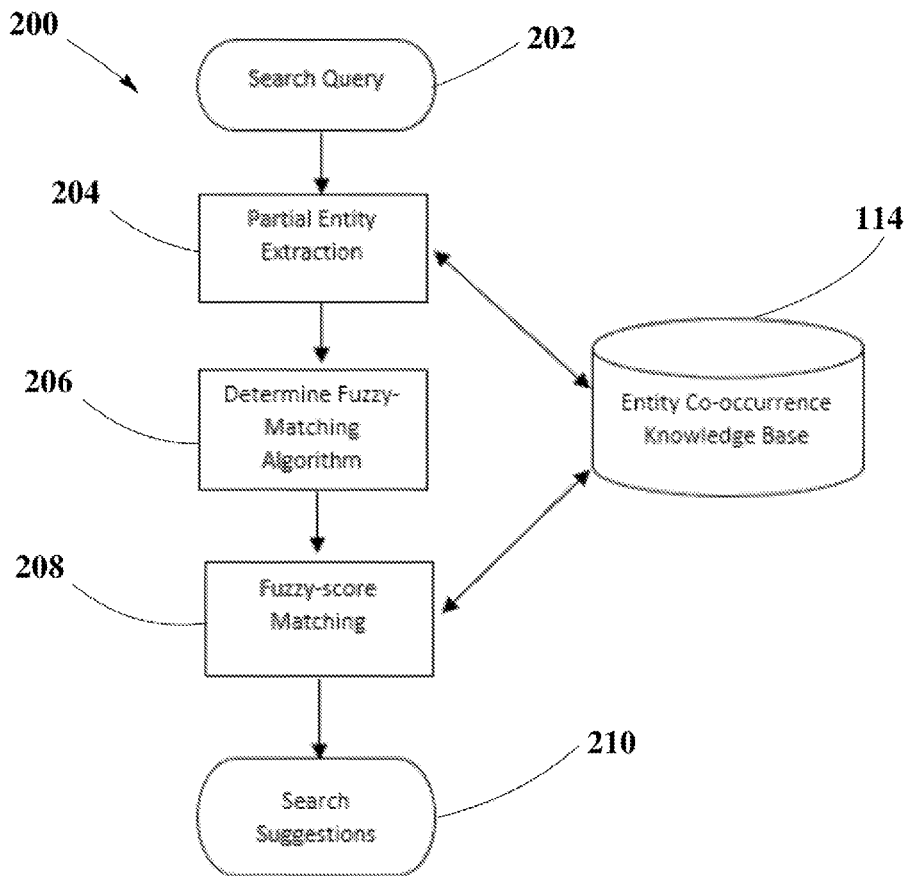 200
202
Search Query
204
Partial Entity
Extraction
114
206
Determine Fuzzy-
Matching
Algorithm
Entity Co-occurrence
Knowledge Base
208
Fuzzy-score
Matching
210
Search
Suggestions